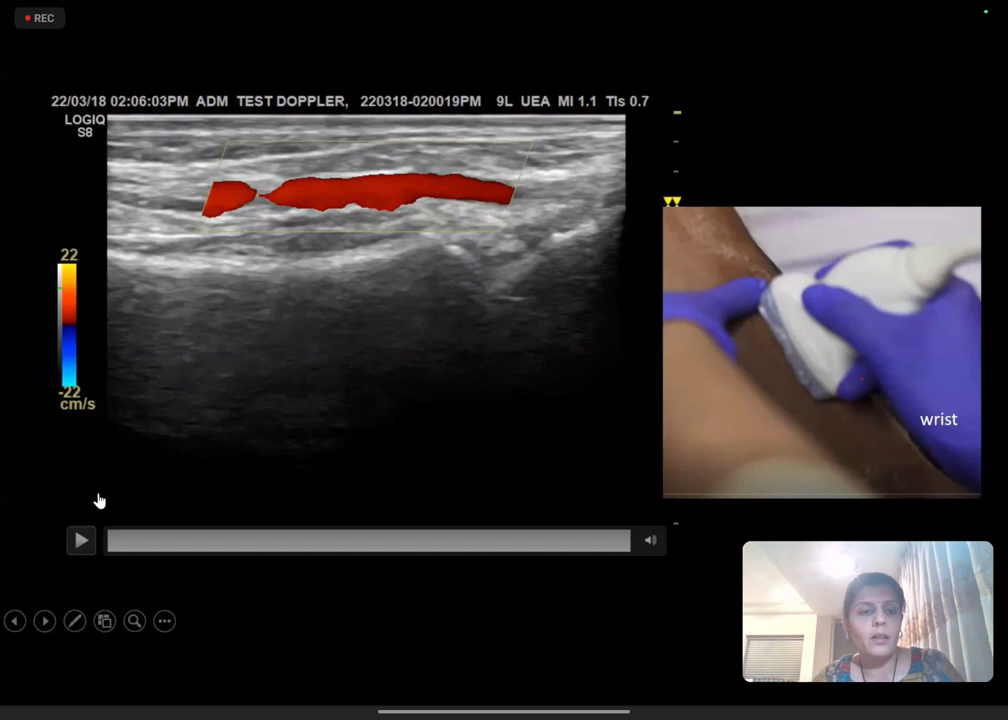 REC
22/03/18 02:06:03PM ADM TEST DOPPLER, 220318-020019PM 9L UEA MI 1.1 TIs 0.7
LOGIQ
S8
22
-22
cm/s
wrist